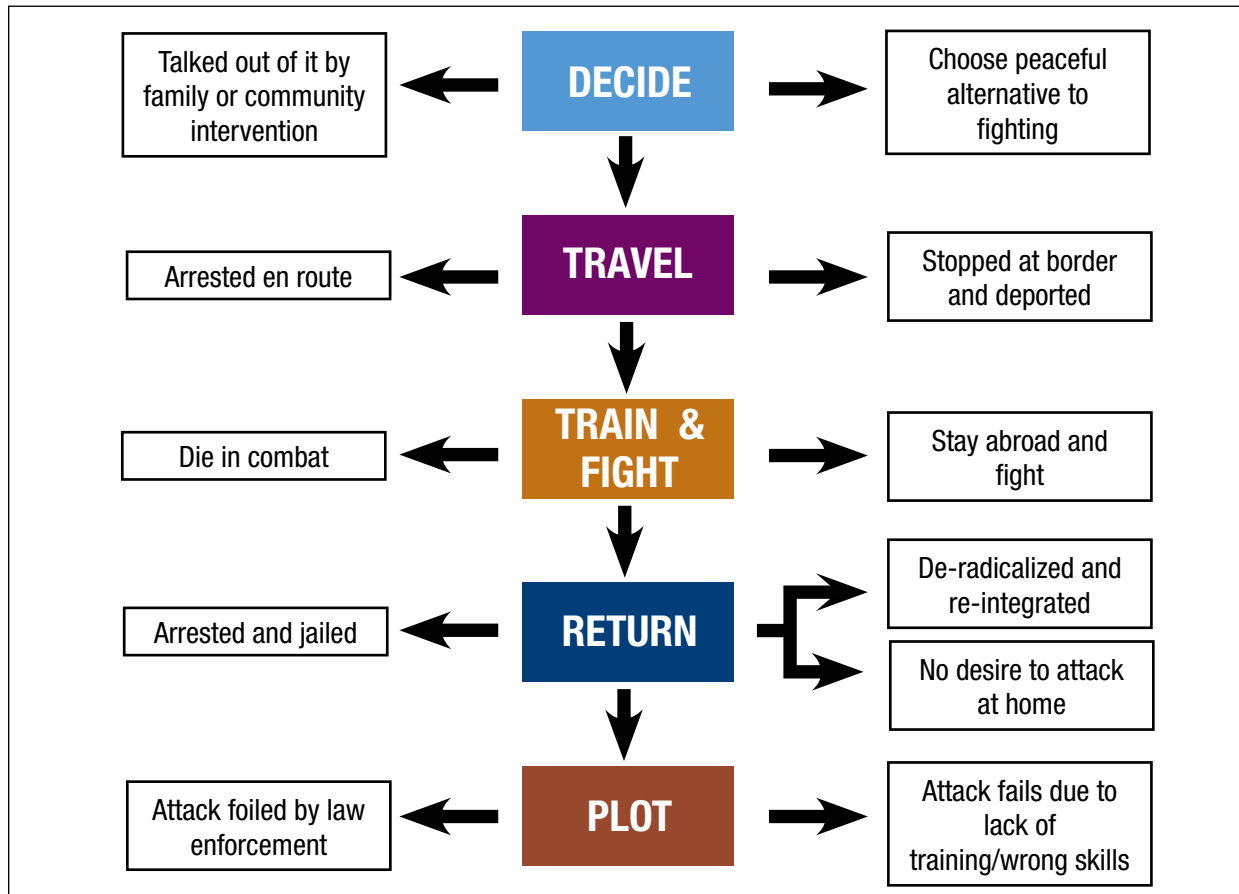 Talked out of it by
family or community
intervention
DECIDE
Choose peaceful
alternative to
fighting
Arrested en route
TRAVEL
Stopped at border
and deported
Die in combat
TRAIN &
FIGHT
Stay abroad and
fight
Arrested and jailed
RETURN
De-radicalized and
re-integrated
No desire to attack
at home
Attack foiled by law
enforcement
PLOT
Attack fails due to
lack of
training/wrong skills